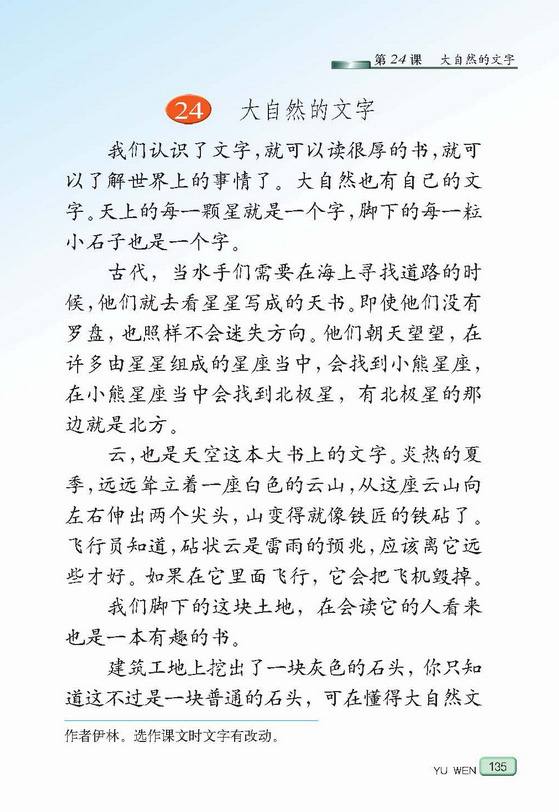 第24课 大自然的文字
24 大自然的文字
我们认识了文字,就可以读很厚的书,就可
以了解世界上的事情了。大自然也有自己的文
字。天上的每一颗星就是一个字,脚下的每一粒
小石子也是一个字。
古代，当水手们需要在海上寻找道路的时
候,他们就去看星星写成的天书。即使他们没有
罗盘，也照样不会迷失方向。他们朝天望望，在
许多由星星组成的星座当中,会找到小熊星座,
在小熊星座当中会找到北极星，有北极星的那
边就是北方。
云,也是天空这本大书上的文字。炎热的夏
季,远远耸立着一座白色的云山,从这座云山向
左右伸出两个尖头，山变得就像铁匠的铁砧了。
飞行员知道,砧状云是雷雨的预兆,应该离它远
些才好。如果在它里面飞行，它会把飞机毁掉。
我们脚下的这块土地，在会读它的人看来
也是一本有趣的书。
建筑工地上挖出了一块灰色的石头，你只知
道这不过是一块普通的石头，可在懂得大自然文
作者伊林。选作课文时文字有改动。
YU WEN 135